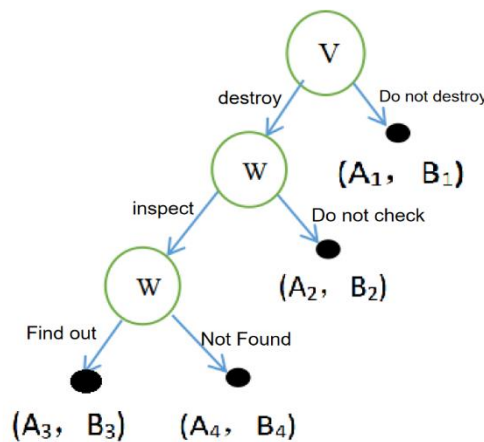 V
destroy
Do not destroy
(A₁, B₁)
W
inspect
Do not check
(A₂, B₂)
W
Find out
Not Found
(A₃, B₃)
(A₄, B₄)